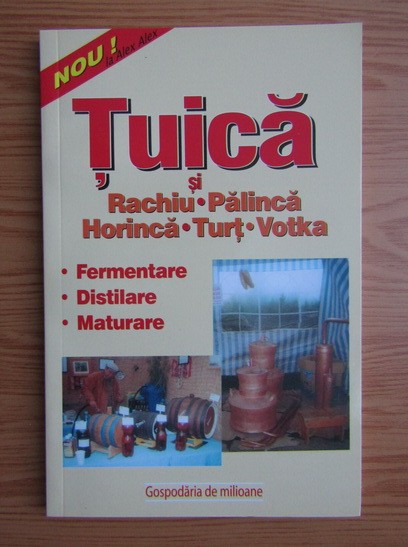 NOU !
la Alex Alex
Țuică
și
Rachiu • Pălincă
Horincă • Turț • Votka
• Fermentare
• Distilare
• Maturare
Gospodăria de milioane